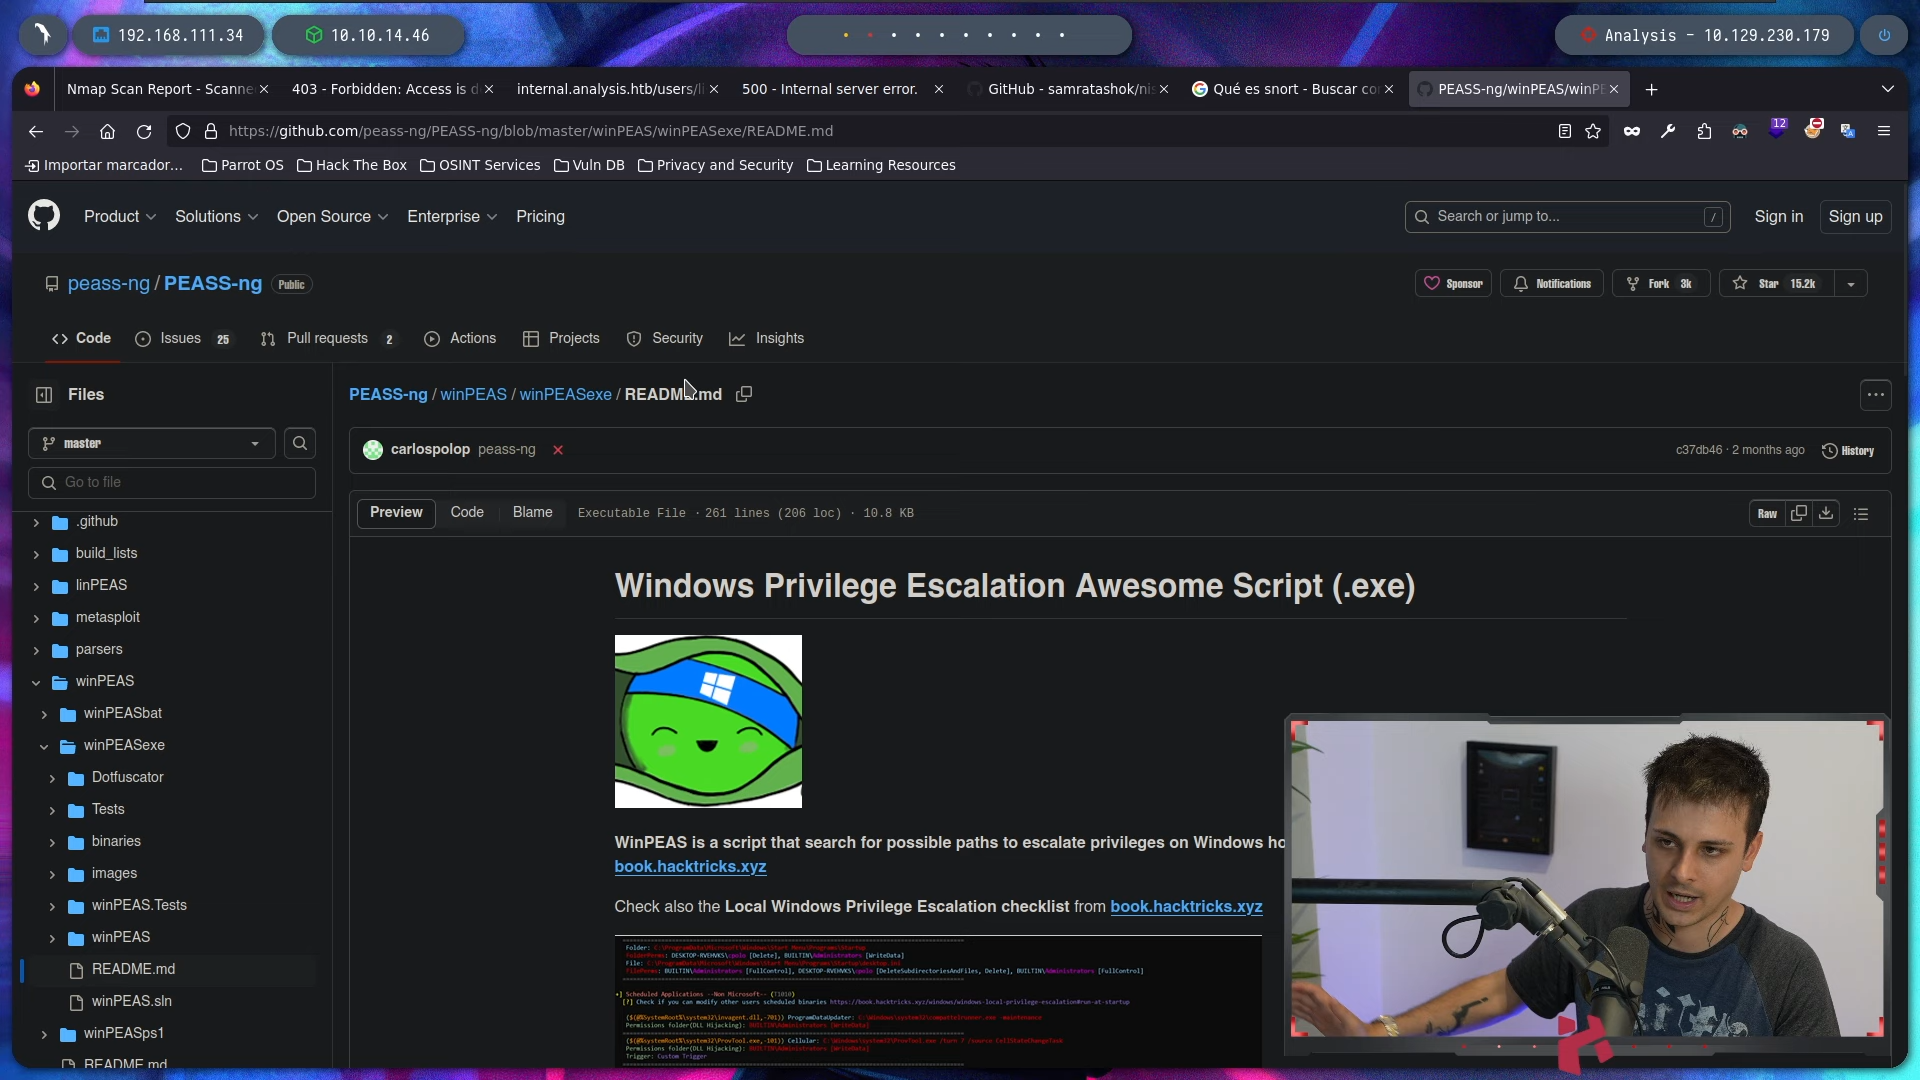 192.168.111.34
10.10.14.46
Analysis - 10.129.230.179
Nmap Scan Report - Scanne
403 - Forbidden: Access is d
internal.analysis.htb/users/li
500 - Internal server error.
GitHub - samratashok/nis
Qué es snort - Buscar co
PEASS-ng/winPEAS/winPE
https://github.com/peass-ng/PEASS-ng/blob/master/winPEAS/winPEASexe/README.md
12
Importar marcador...
Parrot OS
Hack The Box
OSINT Services
Vuln DB
Privacy and Security
Learning Resources
Product
Solutions
Open Source
Enterprise
Pricing
Search or jump to...
/
Sign in
Sign up
peass-ng / PEASS-ng
Public
Sponsor
Notifications
Fork 3k
Star 15.2k
Code
Issues 25
Pull requests 2
Actions
Projects
Security
Insights
Files
PEASS-ng / winPEAS / winPEASexe / README.md
master
carlospolop peass-ng
c37db46 · 2 months ago
History
Go to file
Preview
Code
Blame
Executable File · 261 lines (206 loc) · 10.8 KB
Raw
.github
build_lists
linPEAS
metasploit
parsers
winPEAS
winPEASbat
winPEASexe
Dotfuscator
Tests
binaries
images
winPEAS.Tests
winPEAS
README.md
winPEAS.sln
winPEASps1
README.md
Windows Privilege Escalation Awesome Script (.exe)
WinPEAS is a script that search for possible paths to escalate privileges on Windows ho
book.hacktricks.xyz
Check also the Local Windows Privilege Escalation checklist from book.hacktricks.xyz